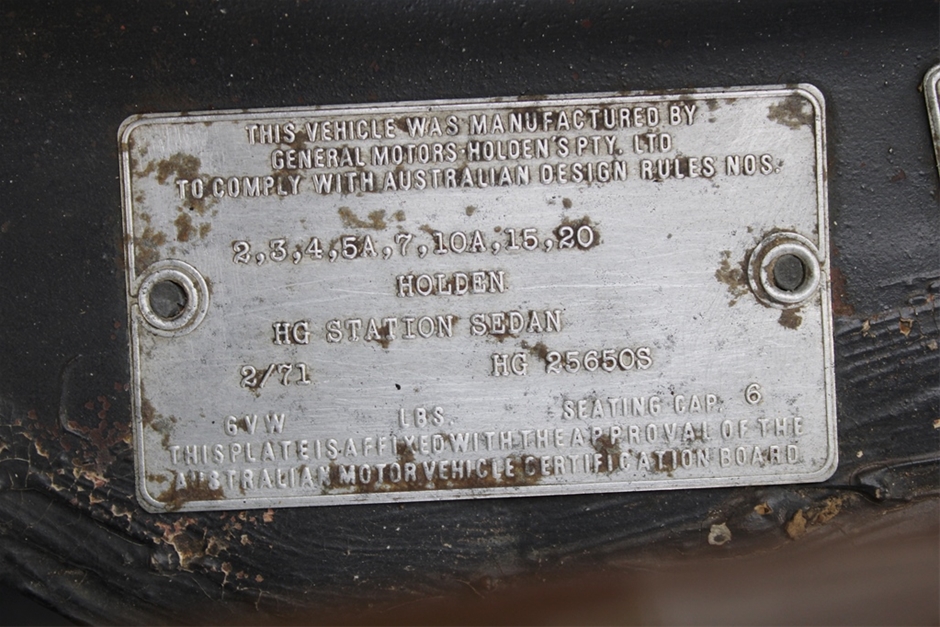 THIS VEHICLE WAS MANUFACTURED BY
GENERAL MOTORS-HOLDEN'S PTY. LTD
TO COMPLY WITH AUSTRALIAN DESIGN RULES NOS.
2,3,4,5A,7,10A,15,20
HOLDEN
HG STATION SEDAN
2/71 HG 25650S
GVW LBS. SEATING CAP. 6
THIS PLATE IS AFFIXED WITH THE APPROVAL OF THE
AUSTRALIAN MOTOR VEHICLE CERTIFICATION BOARD